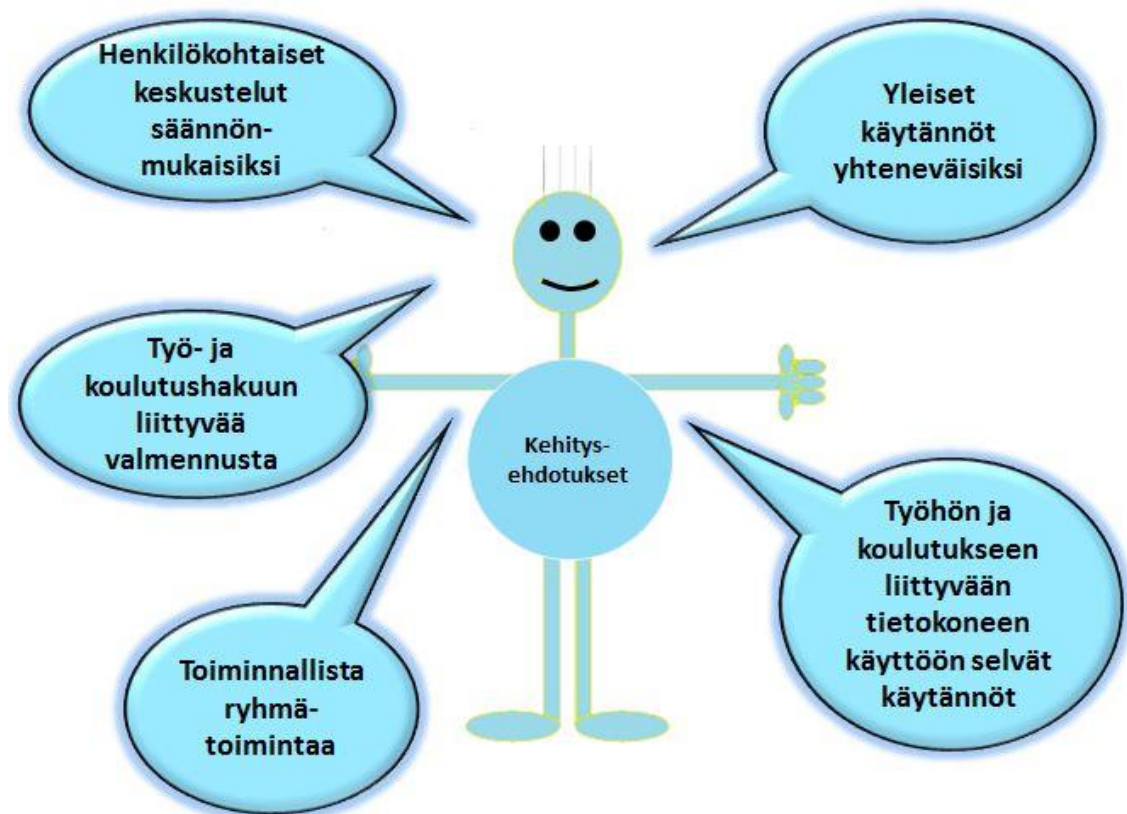 Henkilökohtaiset
keskustelut
säännön-
mukaisiksi
Yleiset
käytännöt
yhteneväisiksi
Työ- ja
koulutushakuun
liittyvää
valmennusta
Kehitys-
ehdotukset
Työhön ja
koulutukseen
liittyvään
tietokoneen
käyttöön selvät
käytännöt
Toiminnallista
ryhmä-
toimintaa